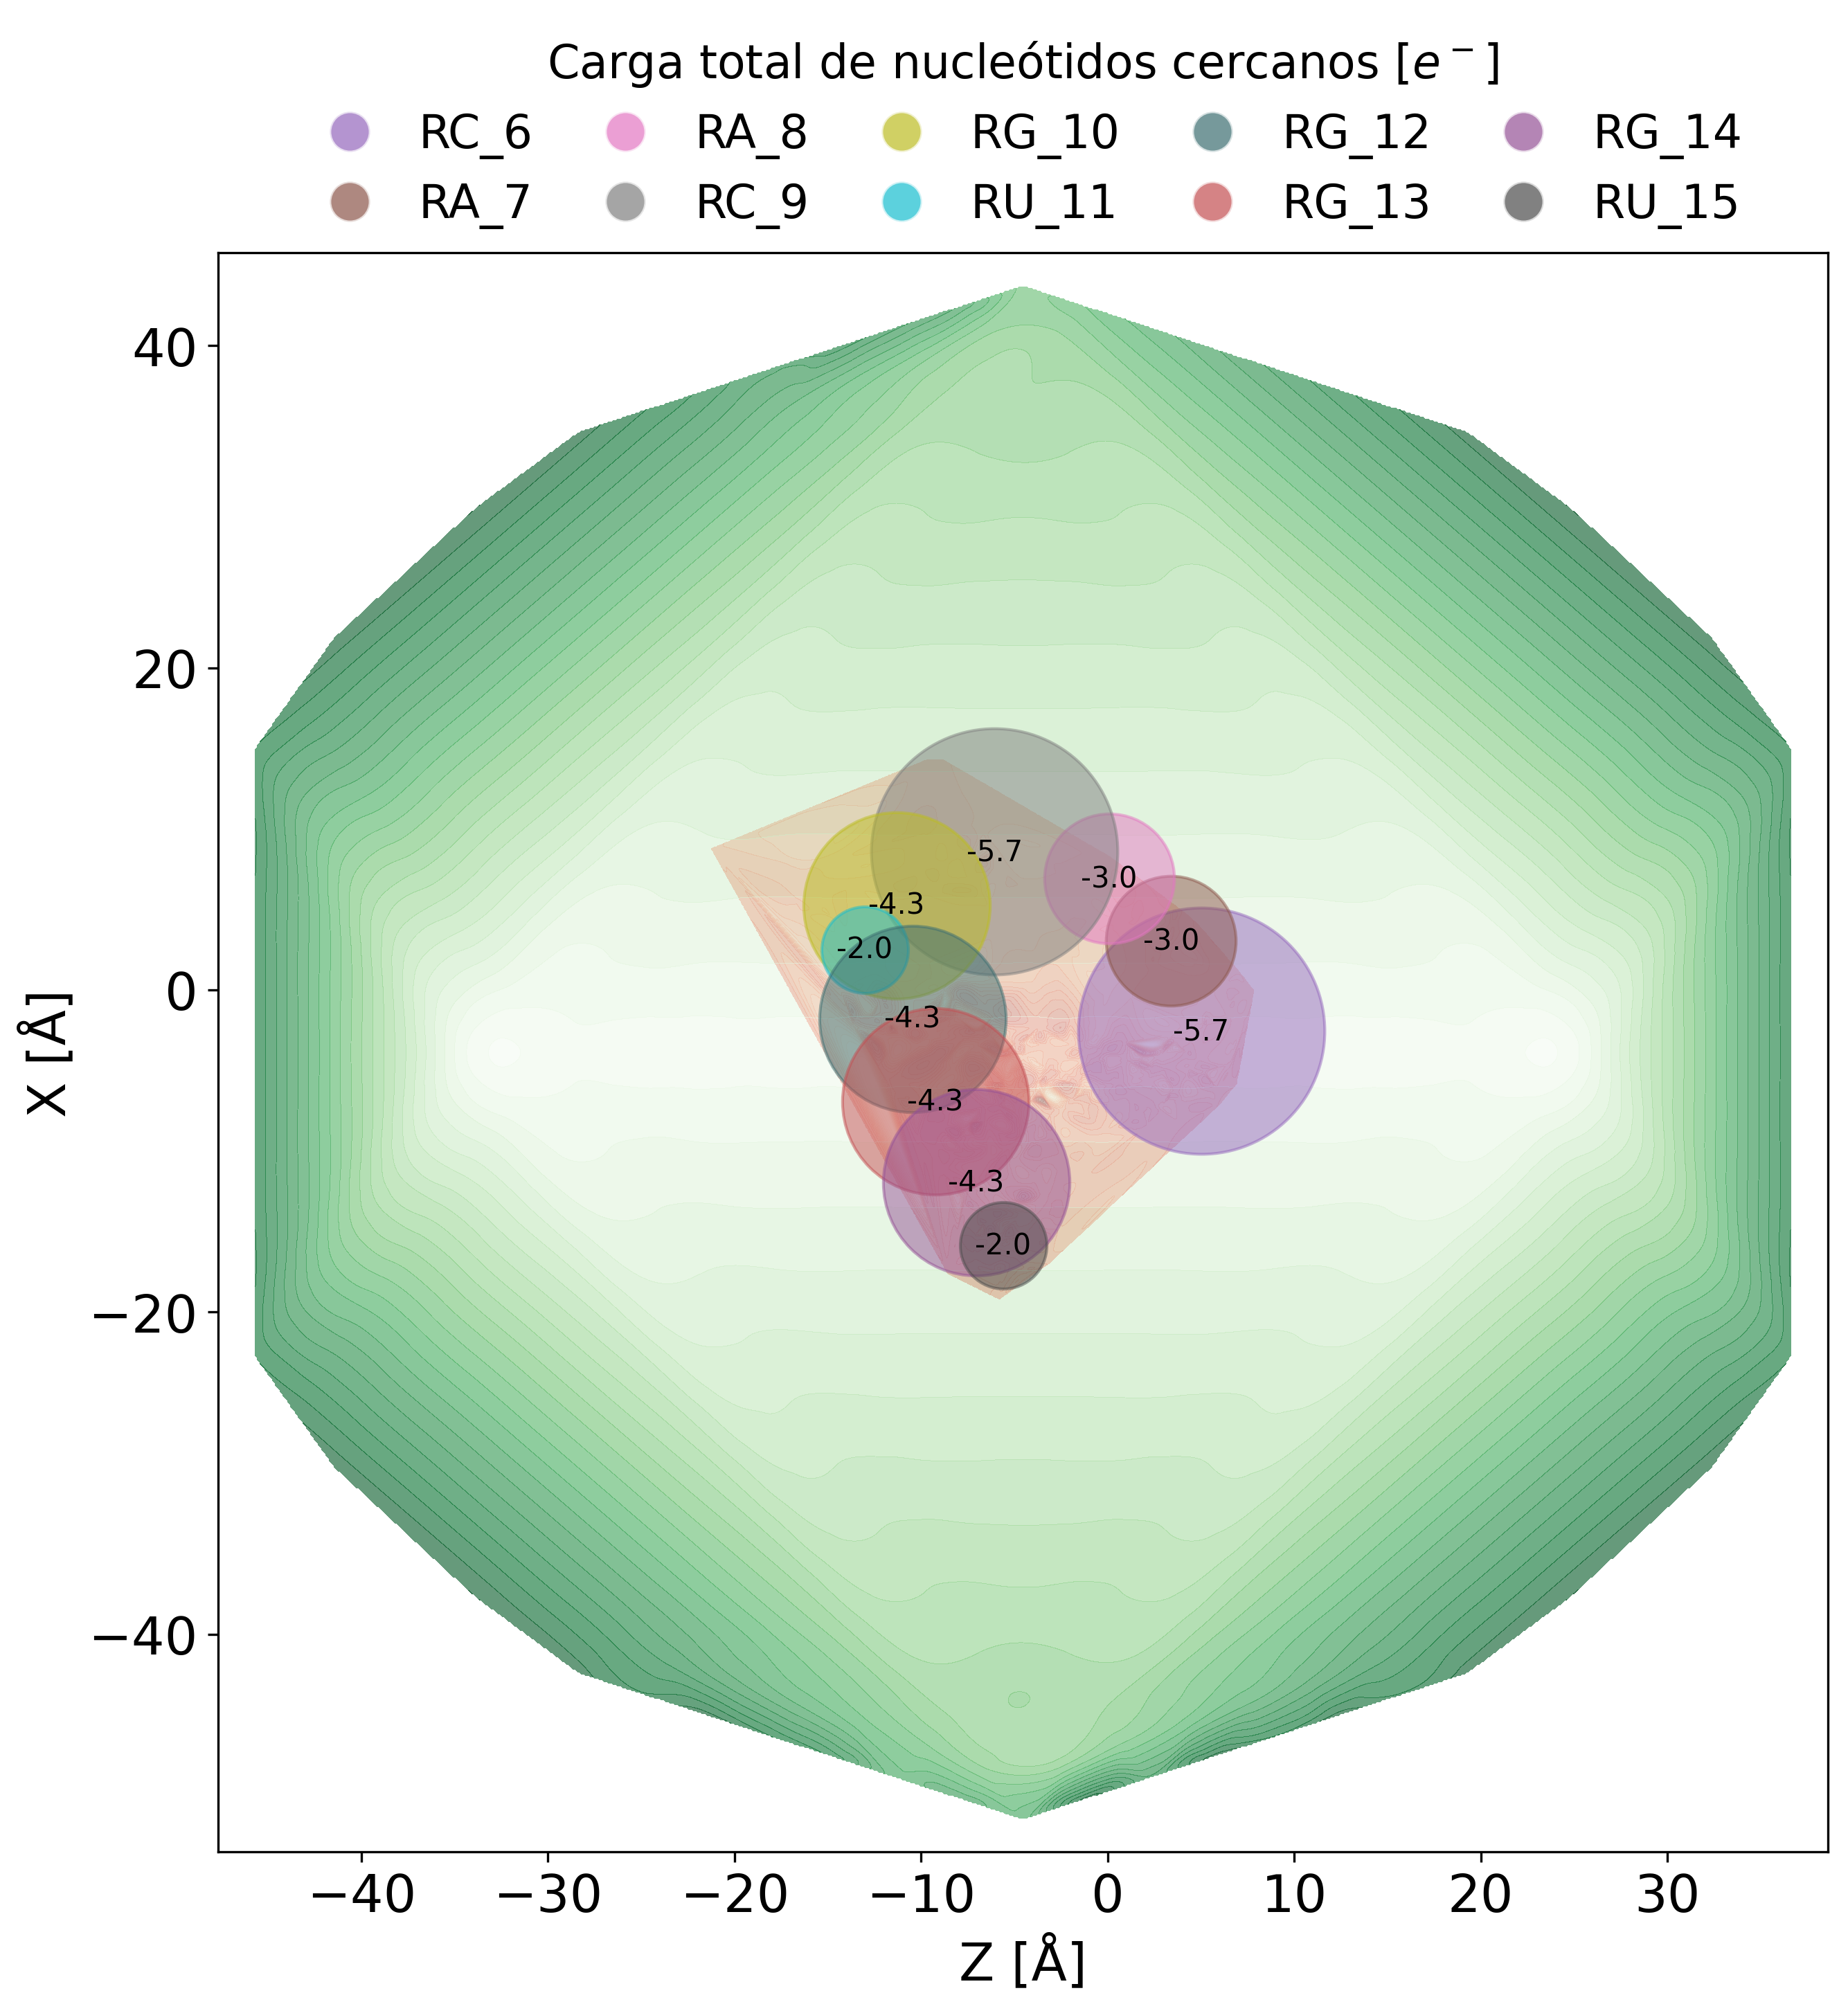 Carga total de nucleótidos cercanos [e⁻]
RC_6 RA_8 RG_10 RG_12 RG_14
RA_7 RC_9 RU_11 RG_13 RU_15
40
20
0
−20
−40
X [Å]
-5.7
-3.0
-4.3
-3.0
-2.0
-4.3
-5.7
-4.3
-4.3
-2.0
−40 −30 −20 −10 0 10 20 30
Z [Å]